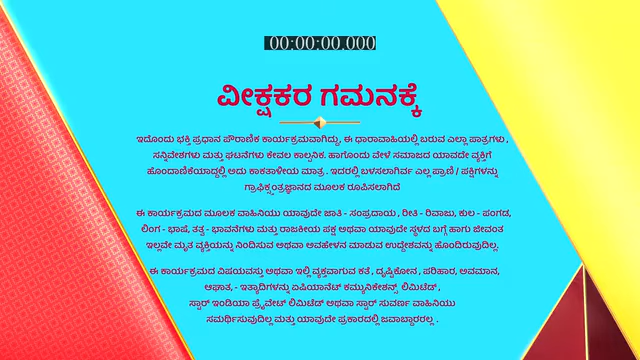 00:00:00.000
ವೀಕ್ಷಕರ ಗಮನಕ್ಕೆ
ಇದೊಂದು ಭಕ್ತಿ ಪ್ರಧಾನ ಪೌರಾಣಿಕ ಕಾರ್ಯಕ್ರಮವಾಗಿದ್ದು, ಈ ಧಾರಾವಾಹಿಯಲ್ಲಿ ಬರುವ ಎಲ್ಲಾ ಪಾತ್ರಗಳು ,
ಸನ್ನಿವೇಶಗಳು ಮತ್ತು ಘಟನೆಗಳು ಕೇವಲ ಕಾಲ್ಪನಿಕ. ಹಾಗೊಂದು ವೇಳೆ ಸಮಾಜದ ಯಾವದೇ ವ್ಯಕ್ತಿಗೆ
ಹೊಂದಾಣಿಕೆಯಾದ್ದಲ್ಲಿ ಅದು ಕಾಕತಾಳೀಯ ಮಾತ್ರ . ಇದರಲ್ಲಿ ಬಳಸಲಾಗಿರ್ವ ಎಲ್ಲ ಪ್ರಾಣಿ / ಪಕ್ಷಿಗಳನ್ನು
ಗ್ರಾಫಿಕ್ಸ್ತಂತ್ರಜ್ಞಾನದ ಮೂಲಕ ರೂಪಿಸಲಾಗಿದೆ
ಈ ಕಾರ್ಯಕ್ರಮದ ಮೂಲಕ ವಾಹಿನಿಯು ಯಾವುದೇ ಜಾತಿ - ಸಂಪ್ರದಾಯ , ರೀತಿ - ರಿವಾಜು, ಕುಲ - ಪಂಗಡ,
ಲಿಂಗ - ಭಾಷೆ, ತತ್ವ - ಭಾವನೆಗಳು ಮತ್ತು ರಾಜಕೀಯ ಪಕ್ಷ ಅಥವಾ ಯಾವುದೇ ಸ್ಥಳದ ಬಗ್ಗೆ ಹಾಗು ಜೀವಂತ
ಇಲ್ಲವೇ ಮೃತ ವ್ಯಕ್ತಿಯನ್ನು ನಿಂದಿಸುವ ಅಥವಾ ಅವಹೇಳನ ಮಾಡುವ ಉದ್ದೇಶವನ್ನು ಹೊಂದಿರುವುದಿಲ್ಲ.
ಈ ಕಾರ್ಯಕ್ರಮದ ವಿಷಯವಸ್ತು ಅಥವಾ ಇಲ್ಲಿ ವ್ಯಕ್ತವಾಗುವ ಕತೆ , ದೃಷ್ಟಿಕೋನ , ಪರಿಹಾರ, ಅವಮಾನ,
ಆಘಾತ, - ಇತ್ಯಾದಿಗಳನ್ನು ಏಷಿಯಾನೆಟ್ ಕಮ್ಯುನಿಕೇಶನ್ಸ್ ಲಿಮಿಟೆಡ್ ,
ಸ್ಟಾರ್ ಇಂಡಿಯಾ ಪ್ರೈವೇಟ್ ಲಿಮಿಟೆಡ್ ಅಥವಾ ಸ್ಟಾರ್ ಸುವರ್ಣ ವಾಹಿನಿಯು
ಸಮರ್ಥಿಸುವುದಿಲ್ಲ ಮತ್ತು ಯಾವುದೇ ಪ್ರಕಾರದಲ್ಲಿ ಜವಾಬ್ದಾರರಲ್ಲ .